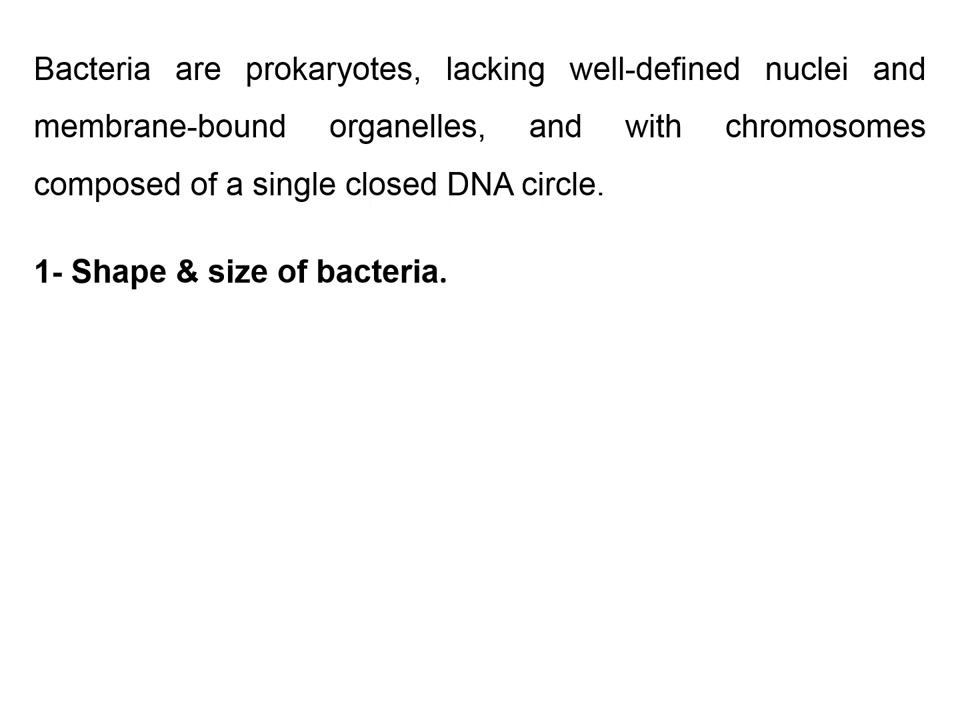 Bacteria are prokaryotes, lacking well-defined nuclei and
membrane-bound organelles, and with chromosomes
composed of a single closed DNA circle.
1- Shape & size of bacteria.